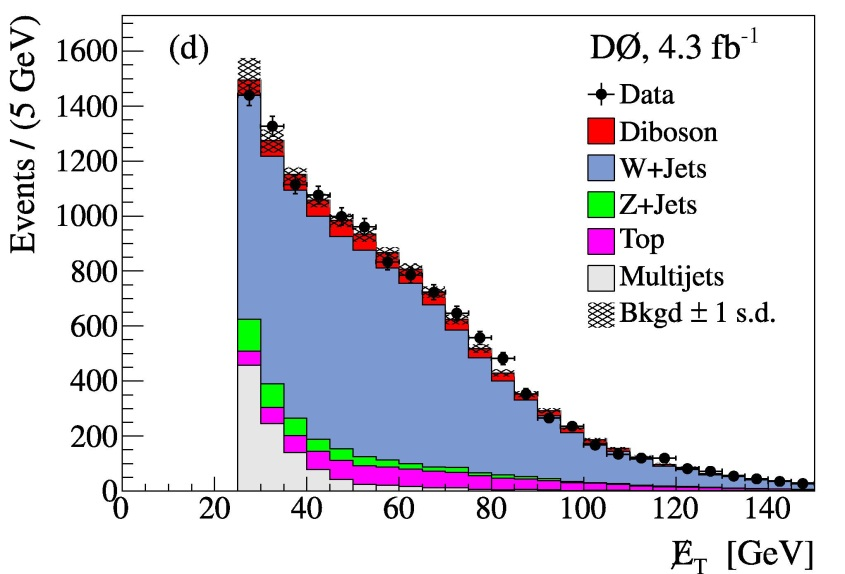 (d)
DØ, 4.3 fb⁻¹
Data
Diboson
W+Jets
Z+Jets
Top
Multijets
Bkgd ± 1 s.d.
Events / (5 GeV)
1600
1400
1200
1000
800
600
400
200
0
0 20 40 60 80 100 120 140
E̸T [GeV]